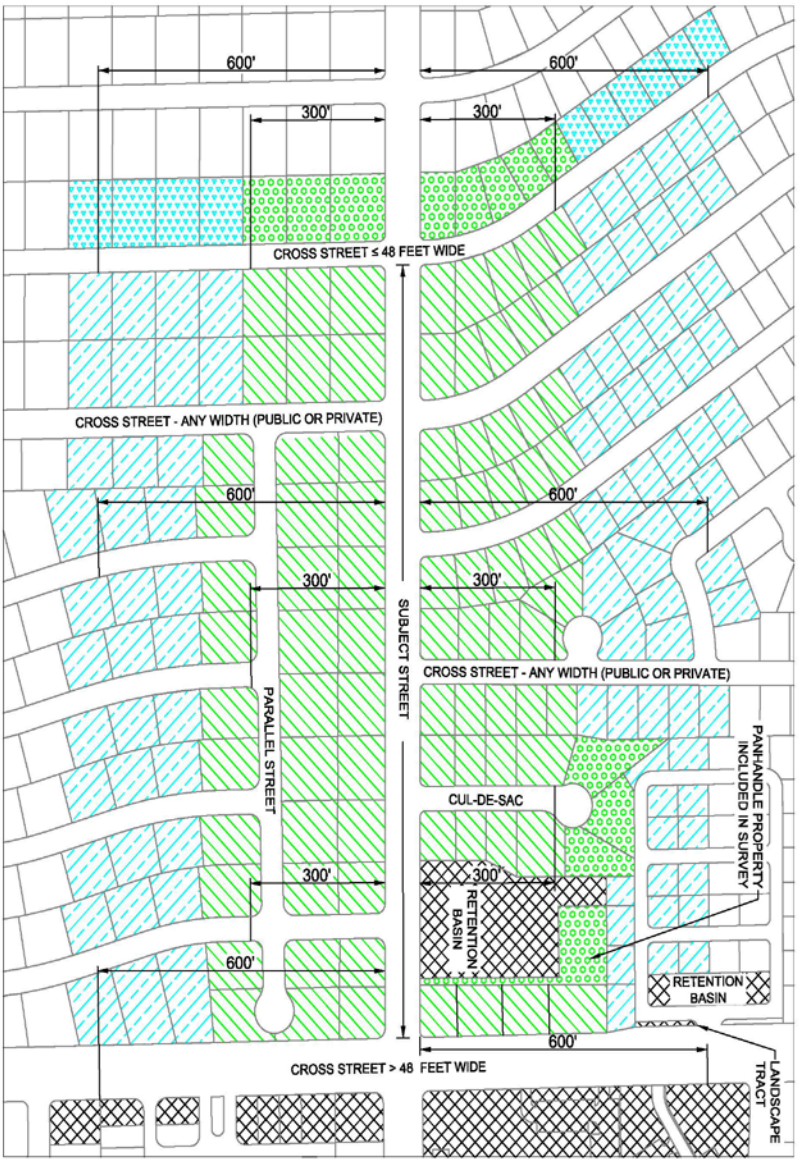 600'
600'
300'
300'
CROSS STREET ≤ 48 FEET WIDE
CROSS STREET - ANY WIDTH (PUBLIC OR PRIVATE)
600'
600'
300'
300'
SUBJECT STREET
CROSS STREET - ANY WIDTH (PUBLIC OR PRIVATE)
PARALLEL STREET
PANHANDLE PROPERTY
INCLUDED IN SURVEY
CUL-DE-SAC
300'
300'
RETENTION
BASIN
600'
RETENTION
BASIN
600'
CROSS STREET > 48 FEET WIDE
LANDSCAPE
TRACT